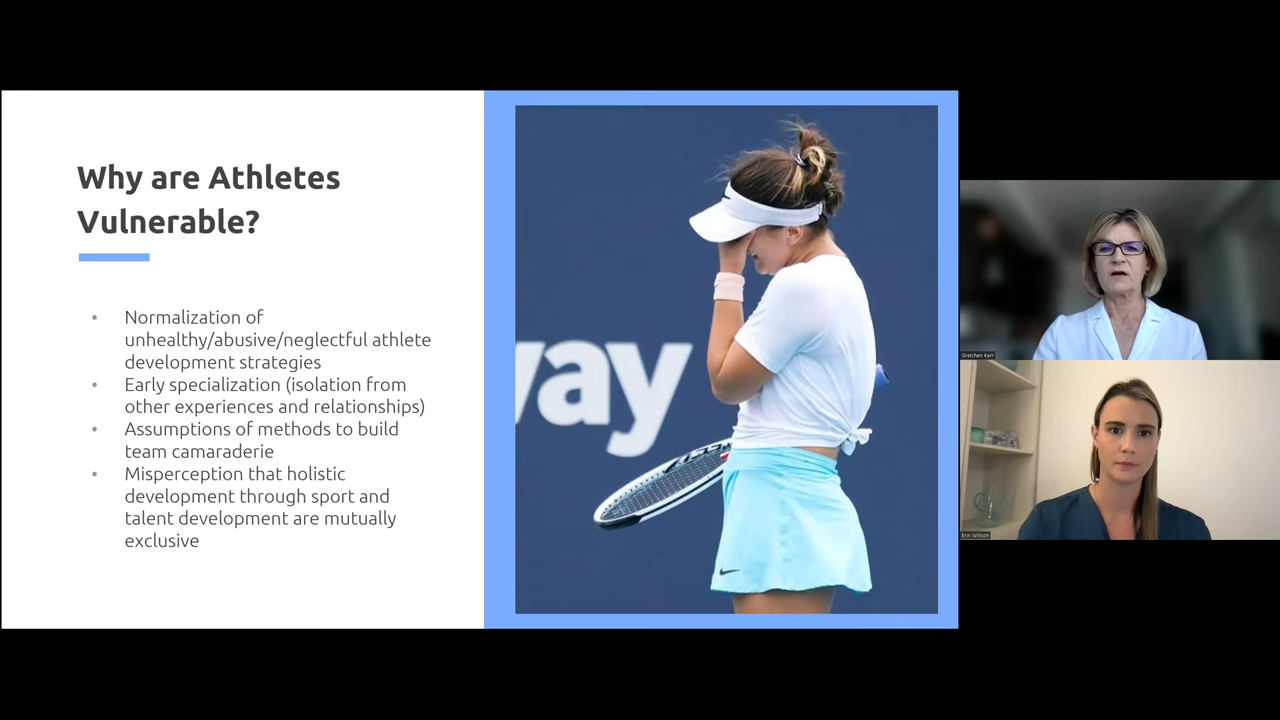 Why are Athletes
Vulnerable?
Normalization of
unhealthy/abusive/neglectful athlete
development strategies
Early specialization (isolation from
other experiences and relationships)
Assumptions of methods to build
team camaraderie
Misperception that holistic
development through sport and
talent development are mutually
exclusive
way
Gretchen Kerr
Erin Willson